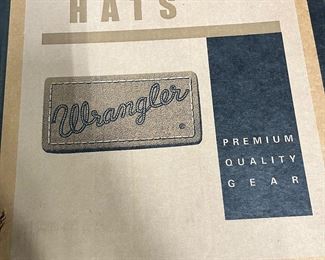 HATS
Wrangler
®
PREMIUM
QUALITY
GEAR